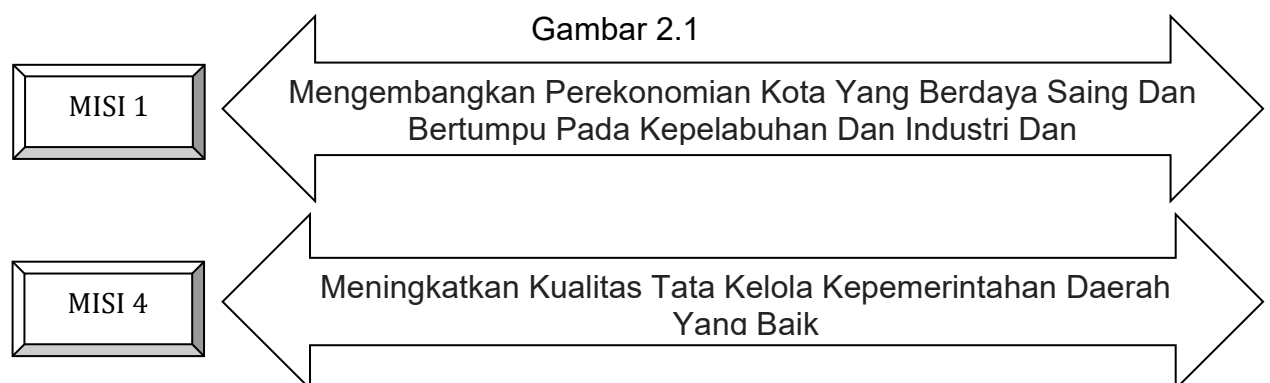 Gambar 2.1
MISI 1
Mengembangkan Perekonomian Kota Yang Berdaya Saing Dan
Bertumpu Pada Kepelabuhan Dan Industri Dan
MISI 4
Meningkatkan Kualitas Tata Kelola Kepemerintahan Daerah
Yang Baik